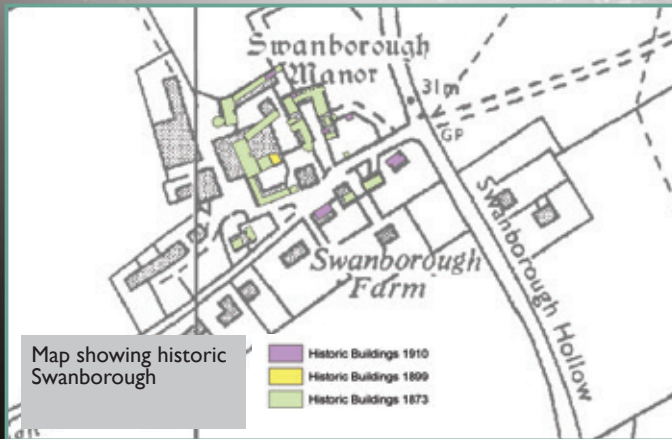 Swanborough
Manor
31m
GP
Swanborough Hollow
Swanborough
Farm
Map showing historic
Swanborough
Historic Buildings 1910
Historic Buildings 1899
Historic Buildings 1873